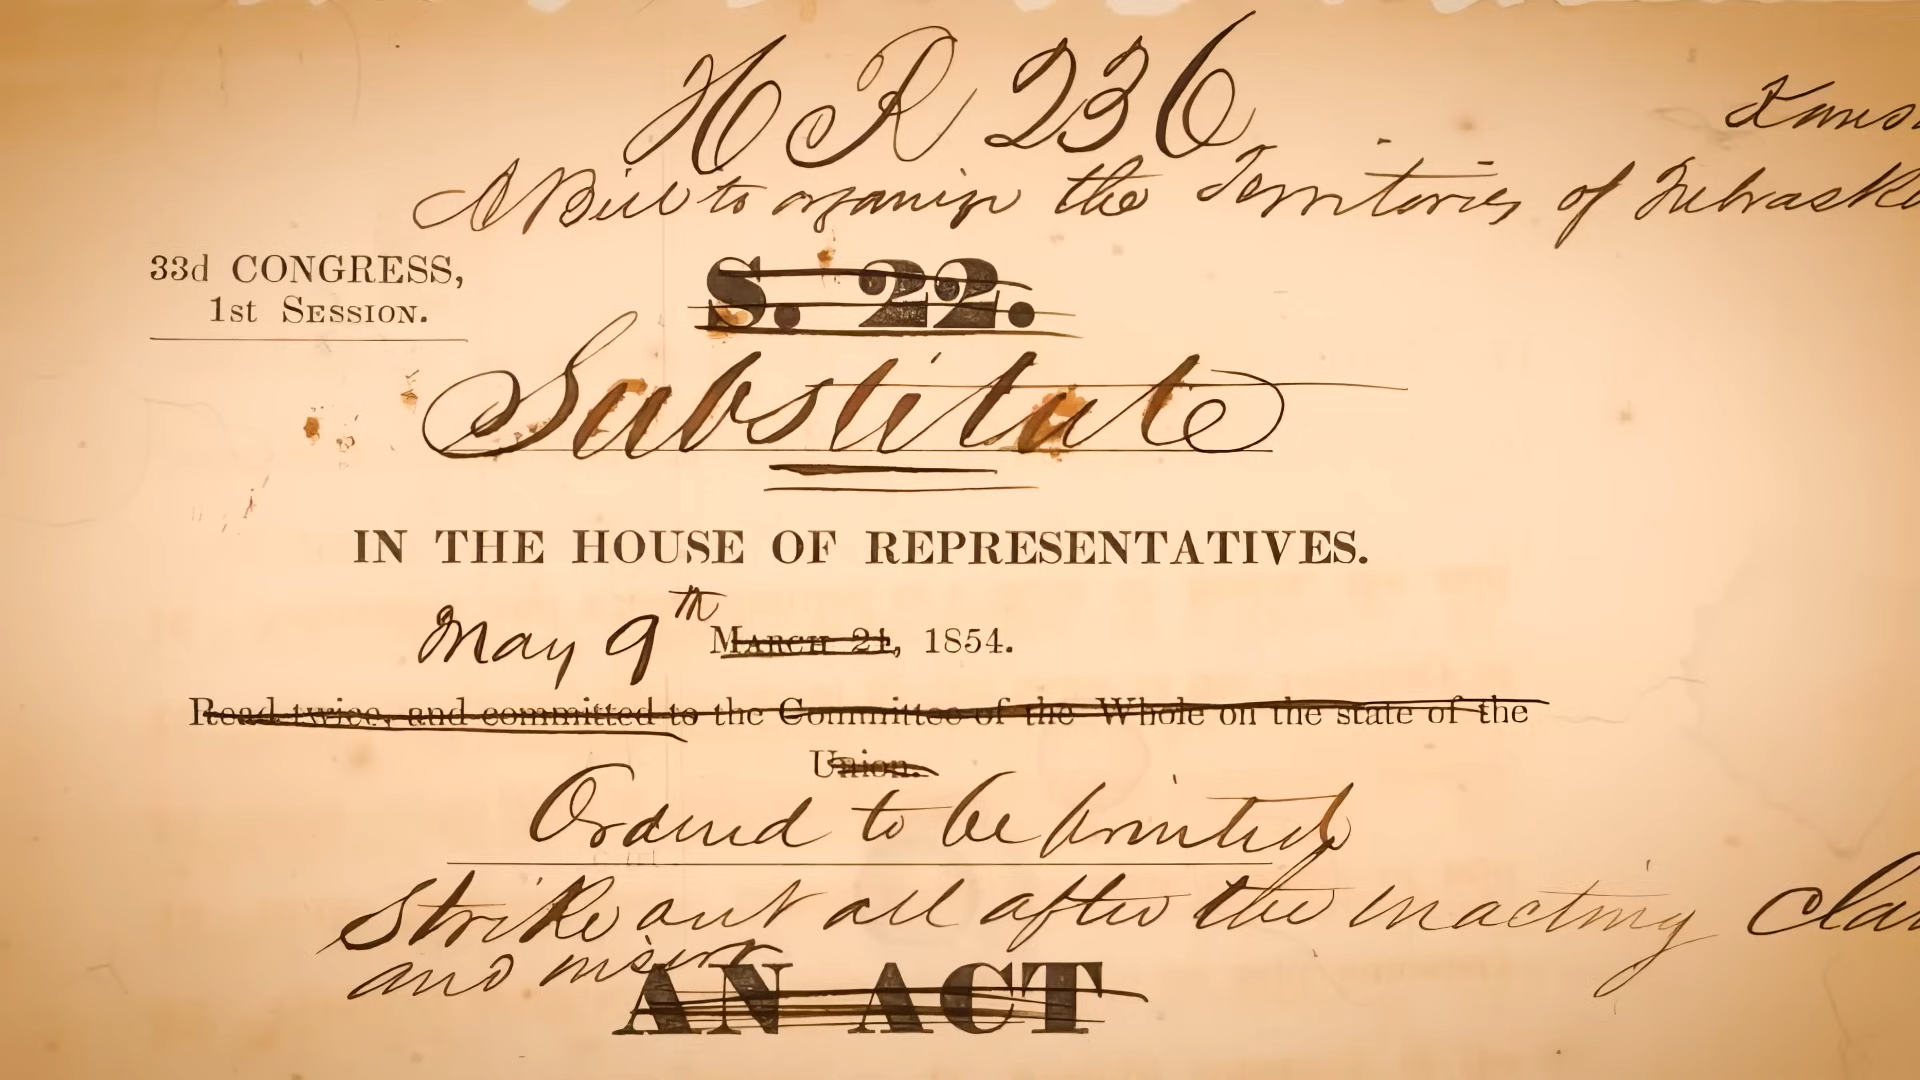 H R 236
Kans
A Bill to organize the Territories of Nebraska
33d CONGRESS,
1st SESSION.
S. 22.
Substitute
IN THE HOUSE OF REPRESENTATIVES.
May 9th MARCH 21, 1854.
Read twice, and committed to the Committee of the Whole on the state of the
Union.
Ordered to be printed
Strike out all after the enacting Clau
and insert
AN ACT